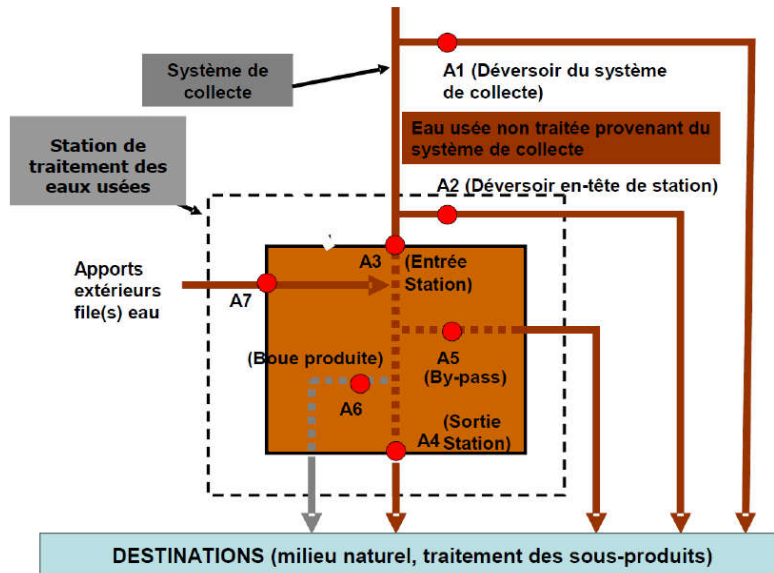 Système de
collecte
A1 (Déversoir du système
de collecte)
Station de
traitement des
eaux usées
Eau usée non traitée provenant du
système de collecte
A2 (Déversoir en-tête de station)
Apports
extérieurs
file(s) eau
A7
A3
(Entrée
Station)
A5
(By-pass)
(Boue produite)
A6
A4
(Sortie
Station)
DESTINATIONS (milieu naturel, traitement des sous-produits)